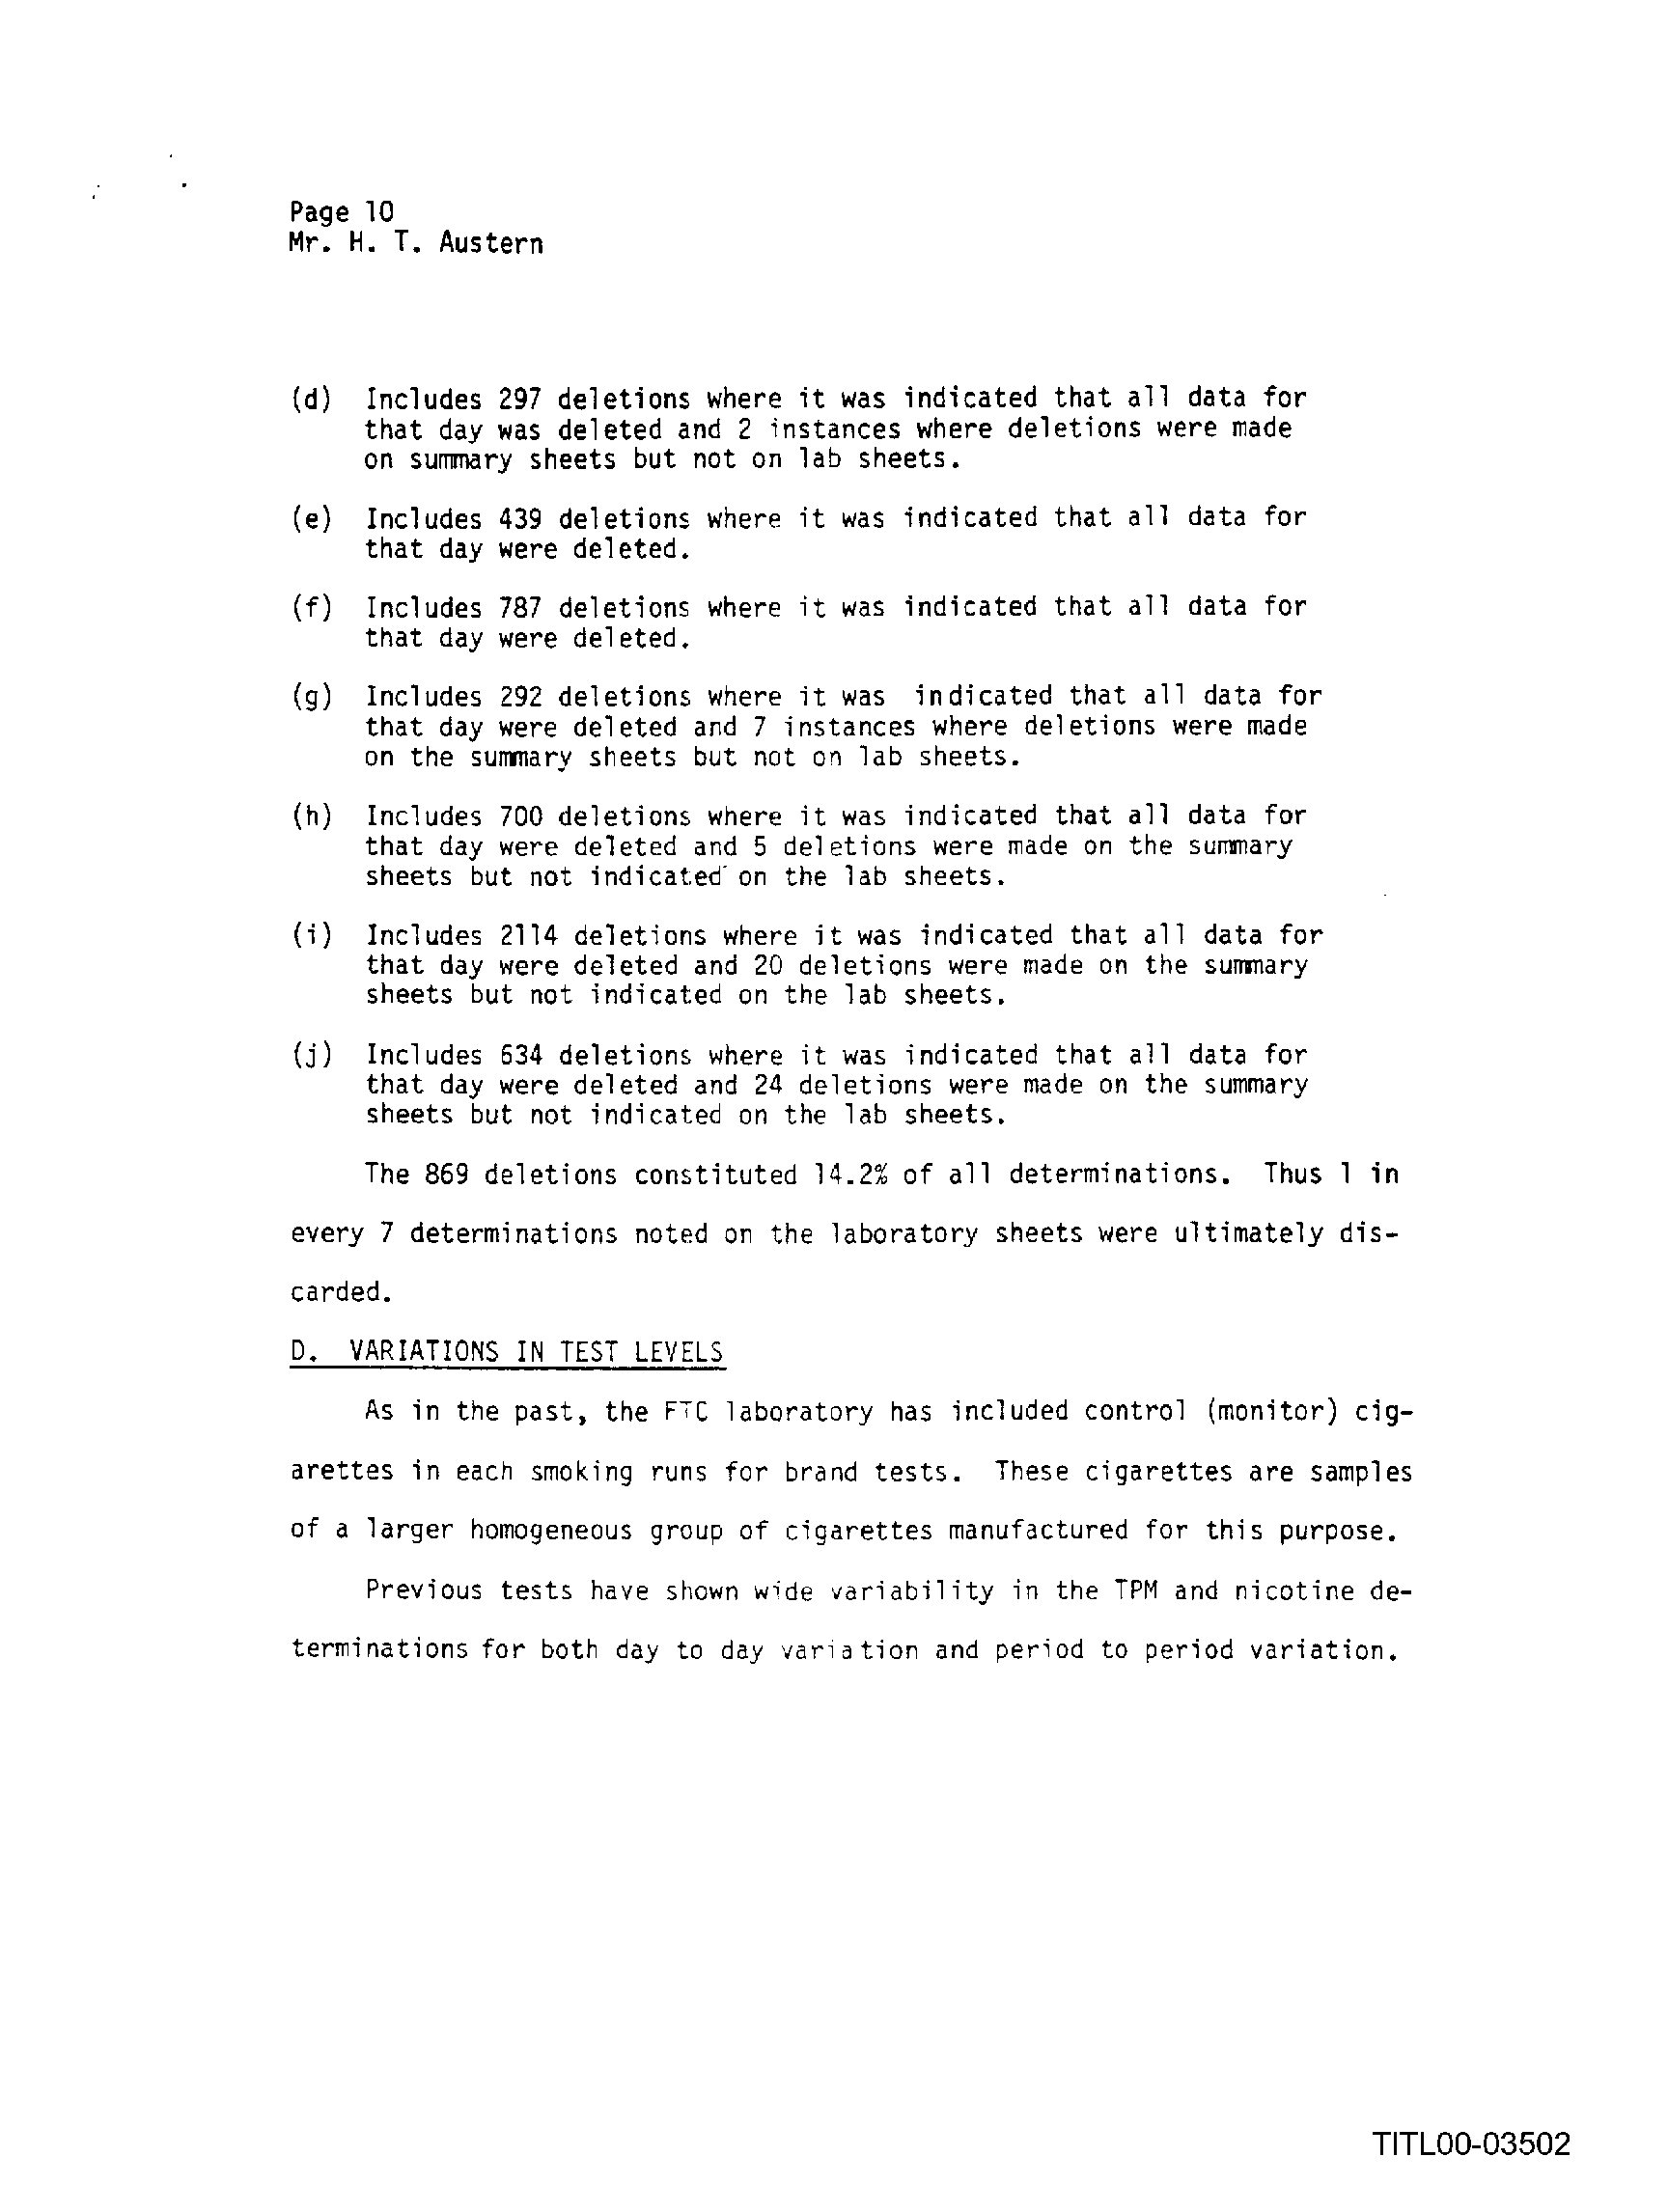 Page 10
Mr. H. T. Austern
(d) Includes 297 deletions where it was indicated that all data for
that day was deleted and 2 instances where deletions were made
on summary sheets but not on lab sheets.
(e) Includes 439 deletions where it was indicated that all data for
that day were deleted.
(f) Includes 787 deletions where it was indicated that all data for
that day were deleted.
(g) Includes 292 deletions where it was indicated that all data for
that day were deleted and 7 instances where deletions were made
on the summary sheets but not on lab sheets.
(h) Includes 700 deletions where it was indicated that all data for
that day were deleted and 5 deletions were made on the summary
sheets but not indicated on the lab sheets.
(i) Includes 2114 deletions where it was indicated that all data for
that day were deleted and 20 deletions were made on the summary
sheets but not indicated on the lab sheets.
(j) Includes 634 deletions where it was indicated that all data for
that day were deleted and 24 deletions were made on the summary
sheets but not indicated on the lab sheets.
The 869 deletions constituted 14.2% of all determinations. Thus 1 in
every 7 determinations noted on the laboratory sheets were ultimately dis-
carded.
D. VARIATIONS IN TEST LEVELS
As in the past, the FTC laboratory has included control (monitor) cig-
arettes in each smoking runs for brand tests. These cigarettes are samples
of a larger homogeneous group of cigarettes manufactured for this purpose.
Previous tests have shown wide variability in the TPM and nicotine de-
terminations for both day to day variation and period to period variation.
TITL00-03502